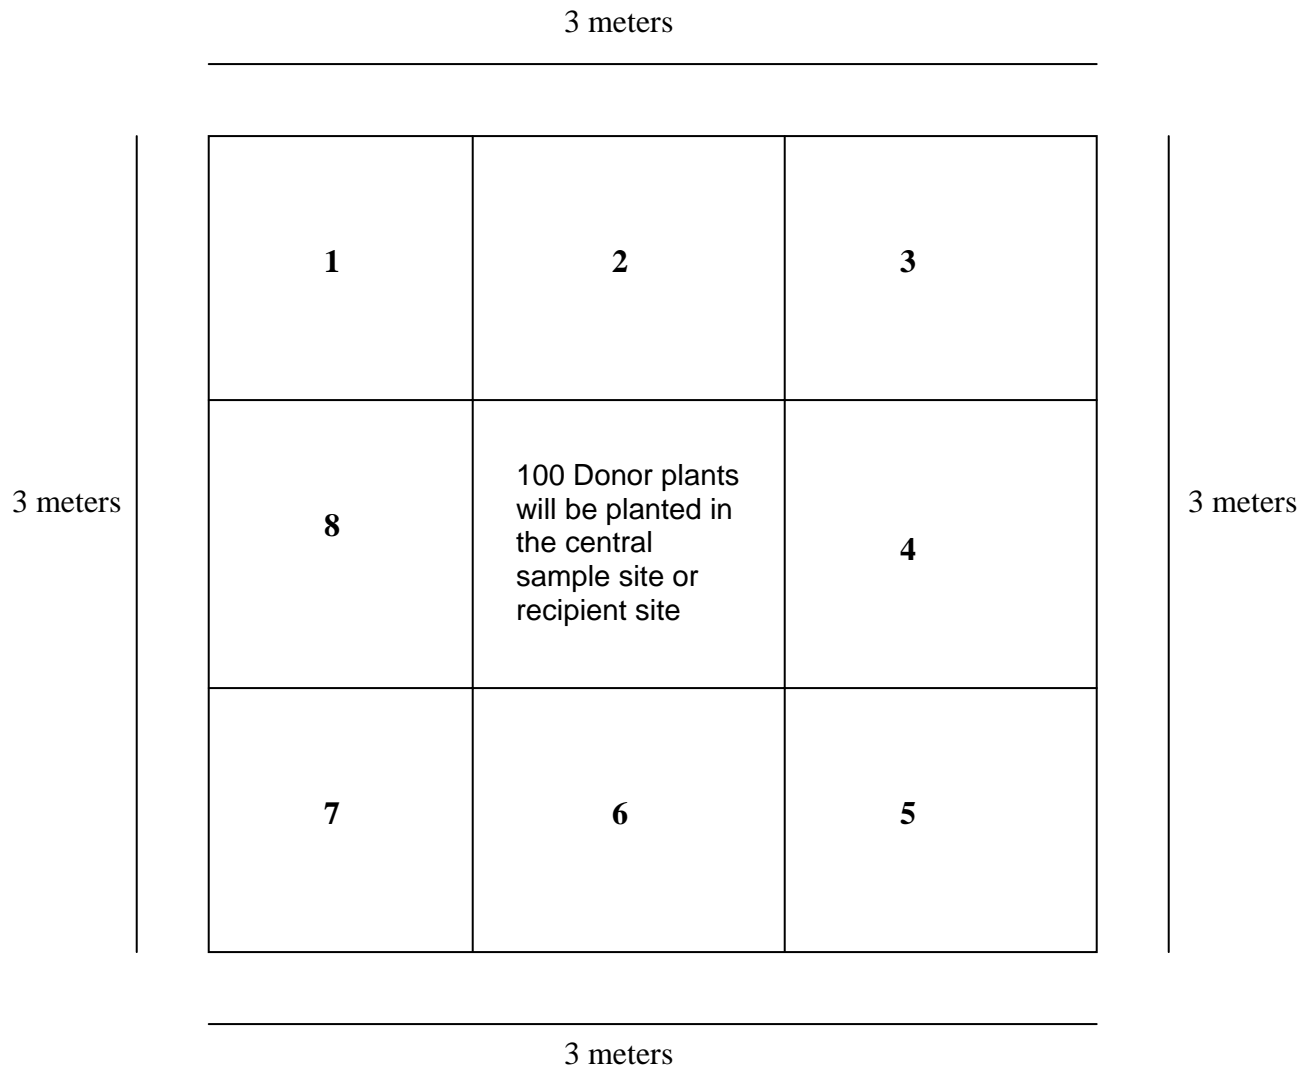 3 meters
1
2
3
3 meters
8
100 Donor plants
will be planted in
the central
sample site or
recipient site
4
3 meters
7
6
5
3 meters